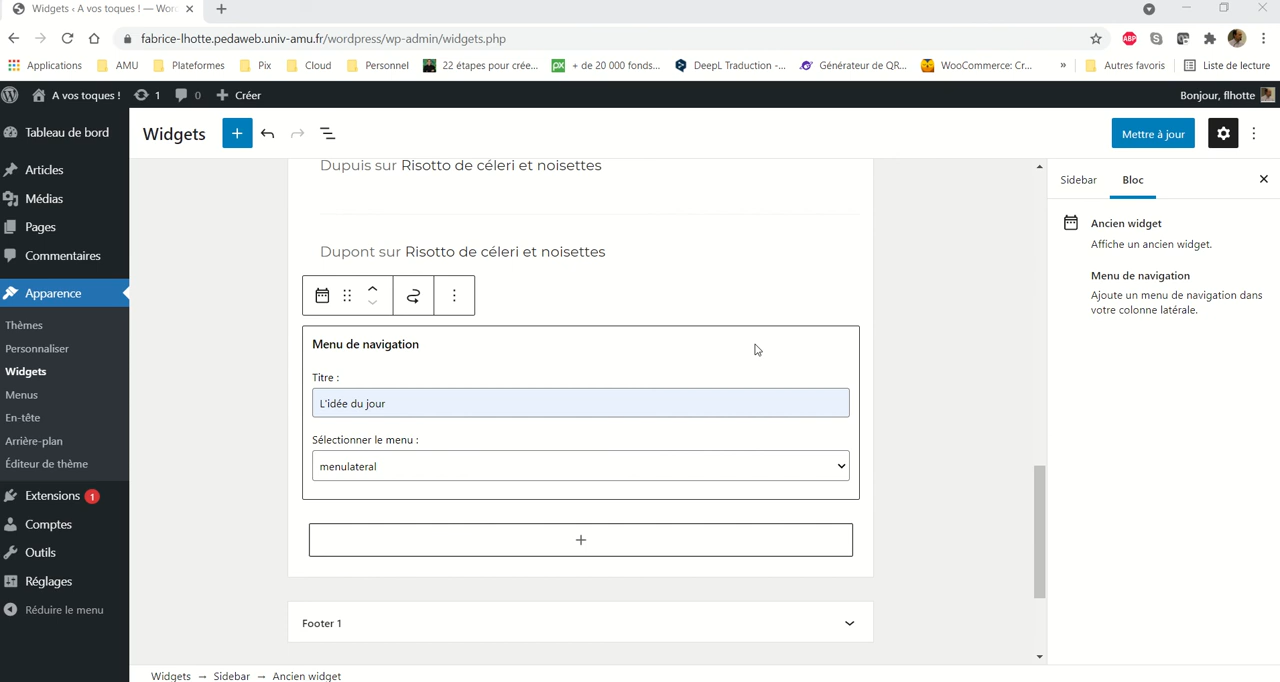 Widgets ‹ A vos toques ! — Wor
fabrice-lhotte.pedaweb.univ-amu.fr/wordpress/wp-admin/widgets.php
ABP
Applications AMU Plateformes Pix Cloud Personnel 22 étapes pour crée... px + de 20 000 fonds... DeepL Traduction -... Générateur de QR... WooCommerce: Cr... » Autres favoris Liste de lecture
A vos toques ! 1 0 + Créer Bonjour, flhotte
Tableau de bord
Articles
Médias
Pages
Commentaires
Apparence
Thèmes
Personnaliser
Widgets
Menus
En-tête
Arrière-plan
Éditeur de thème
Extensions 1
Comptes
Outils
Réglages
Réduire le menu
Widgets + Mettre à jour
Dupuis sur Risotto de céleri et noisettes
Dupont sur Risotto de céleri et noisettes
Menu de navigation
Titre :
L'idée du jour
Sélectionner le menu :
menulateral
+
Footer 1
Widgets → Sidebar → Ancien widget
Sidebar Bloc
Ancien widget
Affiche un ancien widget.
Menu de navigation
Ajoute un menu de navigation dans
votre colonne latérale.